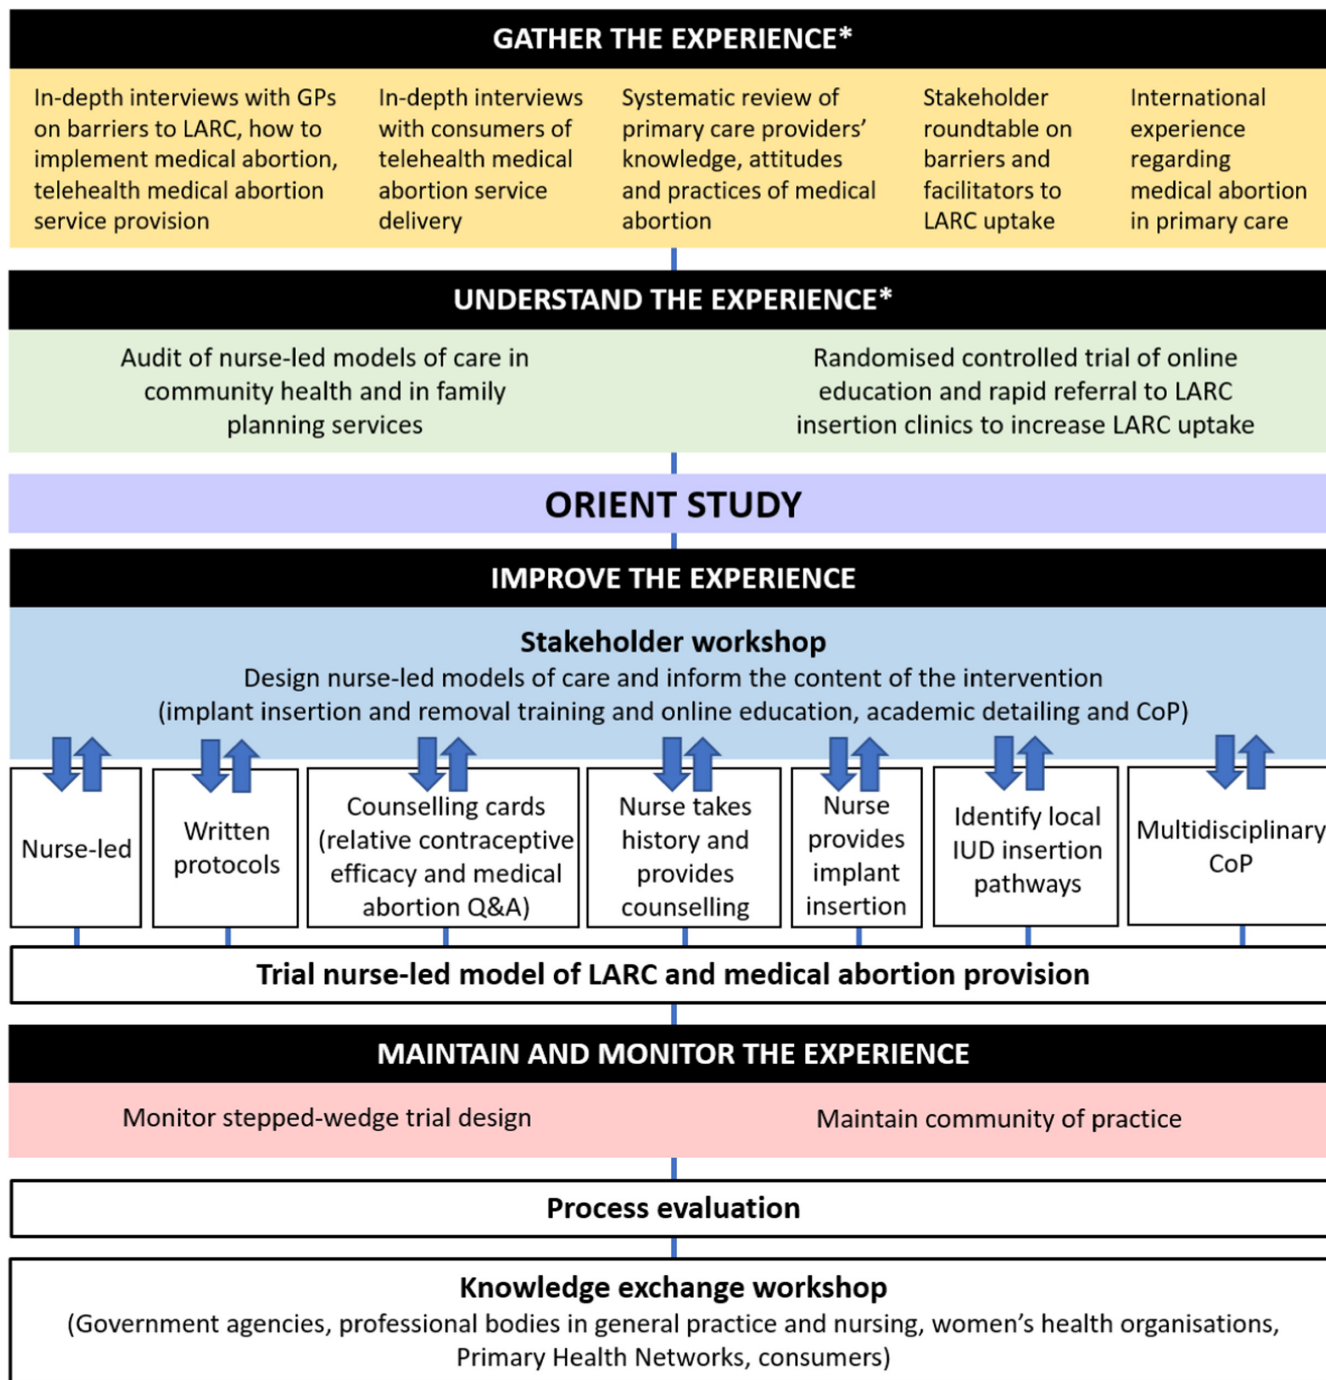 GATHER THE EXPERIENCE*
In-depth interviews with GPs
on barriers to LARC, how to
implement medical abortion,
telehealth medical abortion
service provision
In-depth interviews
with consumers of
telehealth medical
abortion service
delivery
Systematic review of
primary care providers’
knowledge, attitudes
and practices of medical
abortion
Stakeholder
roundtable on
barriers and
facilitators to
LARC uptake
International
experience
regarding
medical abortion
in primary care
UNDERSTAND THE EXPERIENCE*
Audit of nurse-led models of care in
community health and in family
planning services
Randomised controlled trial of online
education and rapid referral to LARC
insertion clinics to increase LARC uptake
ORIENT STUDY
IMPROVE THE EXPERIENCE
Stakeholder workshop
Design nurse-led models of care and inform the content of the intervention
(implant insertion and removal training and online education, academic detailing and CoP)
Nurse-led
Written
protocols
Counselling cards
(relative contraceptive
efficacy and medical
abortion Q&A)
Nurse takes
history and
provides
counselling
Nurse
provides
implant
insertion
Identify local
IUD insertion
pathways
Multidisciplinary
CoP
Trial nurse-led model of LARC and medical abortion provision
MAINTAIN AND MONITOR THE EXPERIENCE
Monitor stepped-wedge trial design
Maintain community of practice
Process evaluation
Knowledge exchange workshop
(Government agencies, professional bodies in general practice and nursing, women’s health organisations,
Primary Health Networks, consumers)